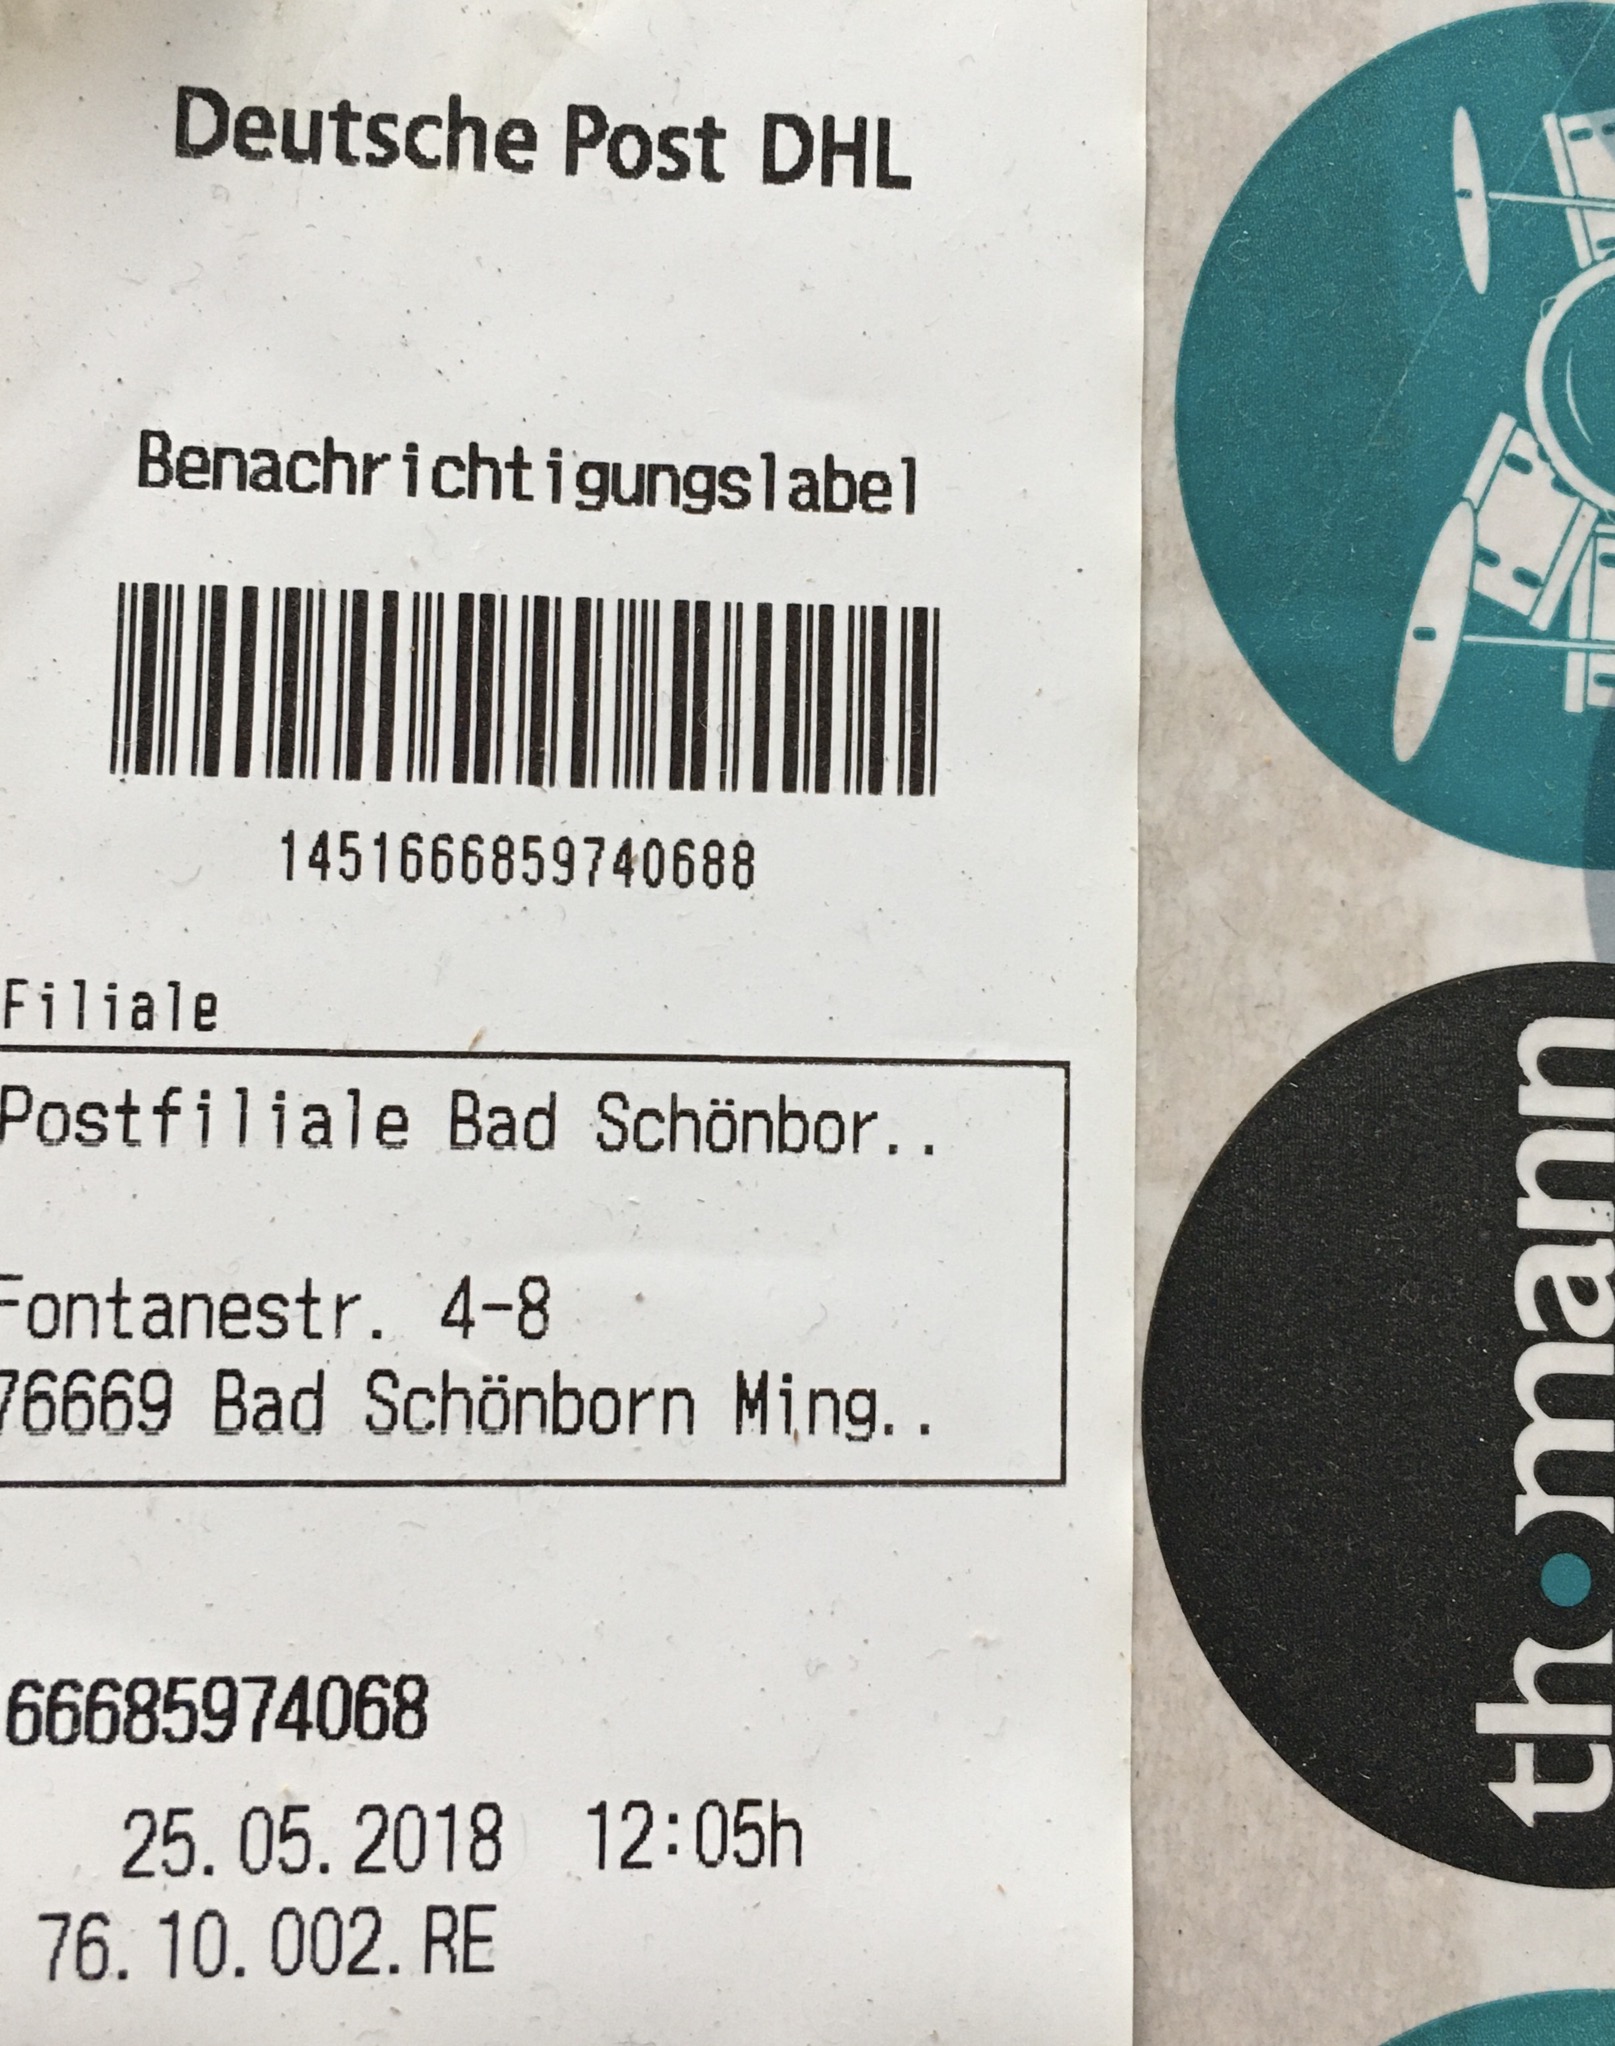 Deutsche Post DHL
Benachrichtigungslabel
1451666859740688
Filiale
Postfiliale Bad Schönbor..
Fontanestr. 4-8
76669 Bad Schönborn Ming..
66685974068
25.05.2018 12:05h
76.10.002.RE
thomann